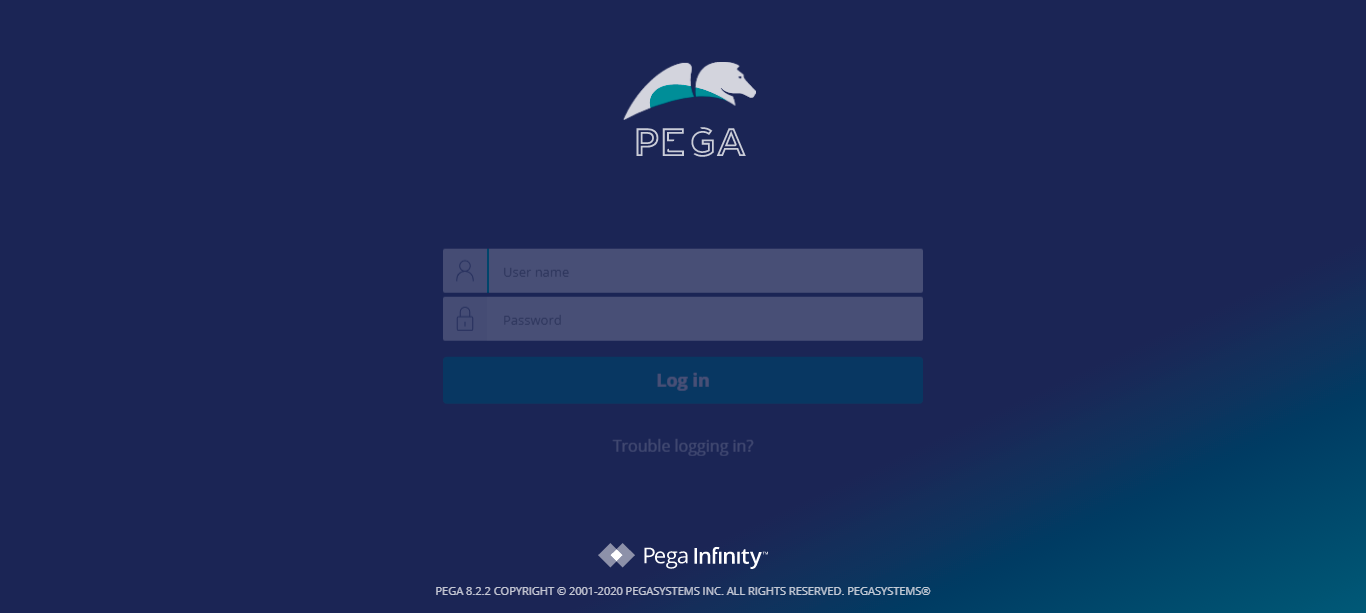 PEGA
User name
Password
Log in
Trouble logging in?
Pega Infinity™
PEGA 8.2.2 COPYRIGHT © 2001-2020 PEGASYSTEMS INC. ALL RIGHTS RESERVED. PEGASYSTEMS®